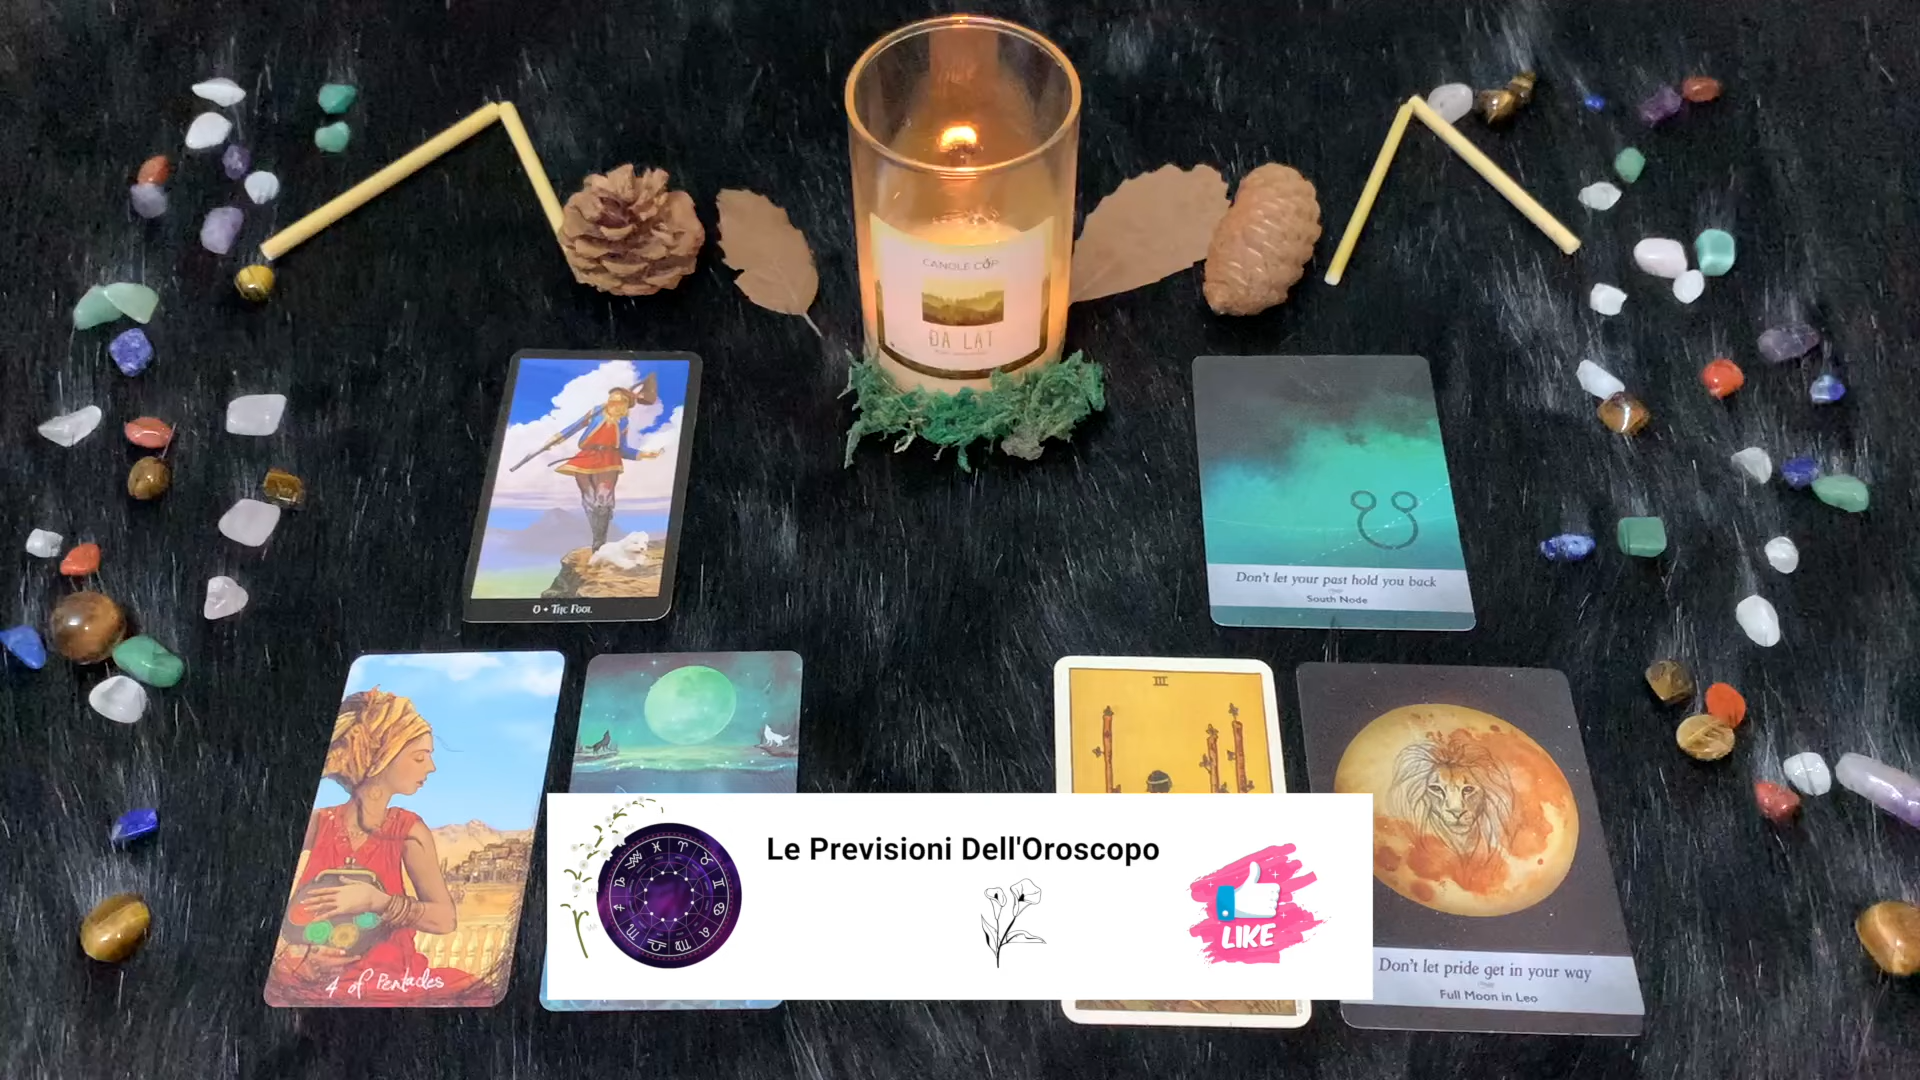 CANDLE CUP
ĐÀ LẠT
0 • The Fool
Don't let your past hold you back
South Node
III
4 of Pentacles
Le Previsioni Dell'Oroscopo
LIKE
Don't let pride get in your way
Full Moon in Leo